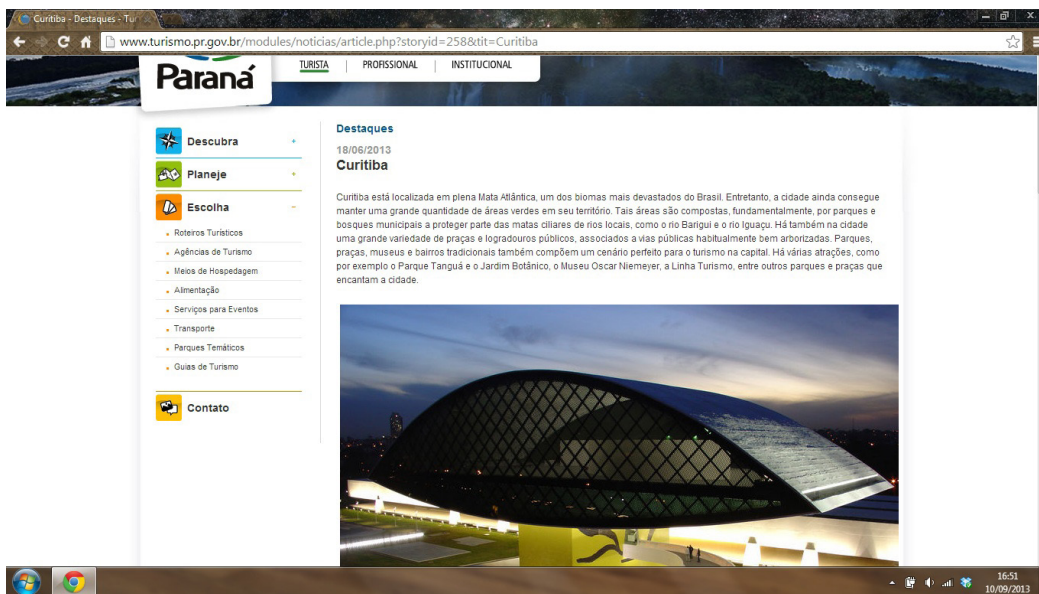 Curitiba - Destaques - Tur
www.turismo.pr.gov.br/modules/noticias/article.php?storyid=258&tit=Curitiba
Paraná
TURISTA | PROFISSIONAL | INSTITUCIONAL
Descubra +
Planeje +
Escolha -
Roteiros Turísticos
Agências de Turismo
Meios de Hospedagem
Alimentação
Serviços para Eventos
Transporte
Parques Temáticos
Guias de Turismo
Contato
Destaques
18/06/2013
Curitiba
Curitiba está localizada em plena Mata Atlântica, um dos biomas mais devastados do Brasil. Entretanto, a cidade ainda consegue
manter uma grande quantidade de áreas verdes em seu território. Tais áreas são compostas, fundamentalmente, por parques e
bosques municipais a proteger parte das matas ciliares de rios locais, como o rio Barigui e o rio Iguaçu. Há também na cidade
uma grande variedade de praças e logradouros públicos, associados a vias públicas habitualmente bem arborizadas. Parques,
praças, museus e bairros tradicionais também compõem um cenário perfeito para o turismo na capital. Há várias atrações, como
por exemplo o Parque Tanguá e o Jardim Botânico, o Museu Oscar Niemeyer, a Linha Turismo, entre outros parques e praças que
encantam a cidade.
16:51
10/09/2013